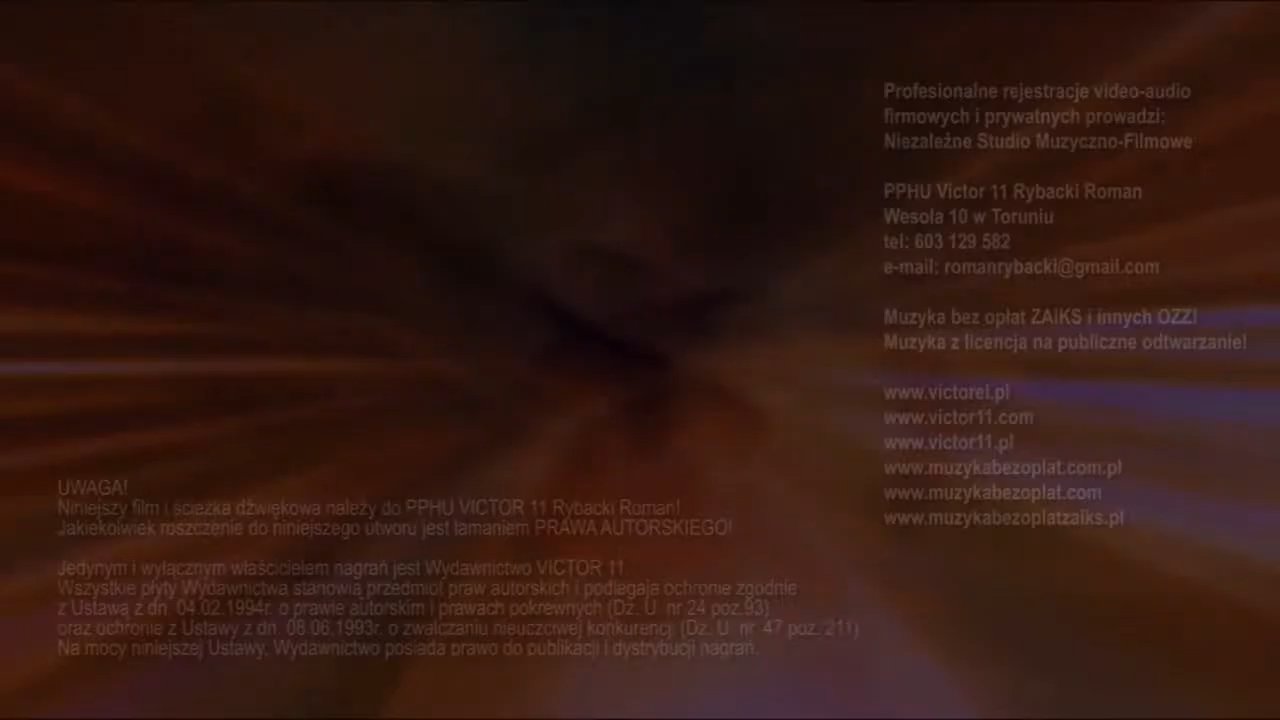 Profesionalne rejestracje video-audio
firmowych i prywatnych prowadzi:
Niezależne Studio Muzyczno-Filmowe
PPHU Victor 11 Rybacki Roman
Wesoła 10 w Toruniu
tel: 603 129 582
e-mail: romanrybacki@gmail.com
Muzyka bez opłat ZAIKS i innych OZZ!
Muzyka z licencją na publiczne odtwarzanie!
www.victorel.pl
www.victor11.com
www.victor11.pl
www.muzykabezoplat.com.pl
www.muzykabezoplat.com
www.muzykabezoplatzaiks.pl
UWAGA!
Niniejszy film i ścieżka dźwiękowa należy do PPHU VICTOR 11 Rybacki Roman!
Jakiekolwiek roszczenie do niniejszego utworu jest łamaniem PRAWA AUTORSKIEGO!
Jedynym i wyłącznym właścicielem nagrań jest Wydawnictwo VICTOR 11
Wszystkie płyty Wydawnictwa stanowią przedmiot praw autorskich i podlegają ochronie zgodnie
z Ustawą z dn. 04.02.1994r. o prawie autorskim i prawach pokrewnych (Dz. U. nr 24 poz.93)
oraz ochronie z Ustawy z dn. 08.06.1993r. o zwalczaniu nieuczciwej konkurencji (Dz. U. nr. 47 poz. 211)
Na mocy niniejszej Ustawy, Wydawnictwo posiada prawo do publikacji i dystrybucji nagrań.